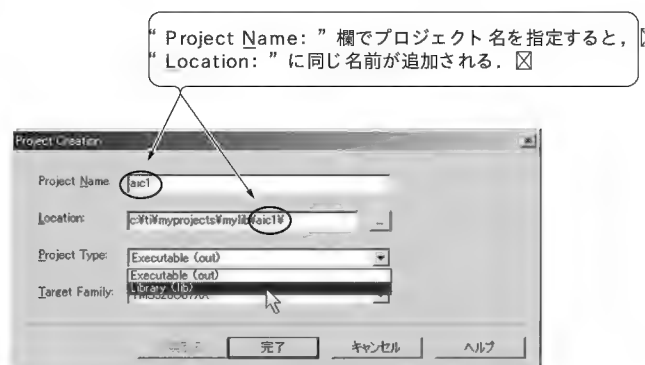 “ Project Name: ” 欄でプロジェクト名を指定すると，
“ Location: ” に同じ名前が追加される．
Project Creation
Project Name aic1
Location: c:¥ti¥myprojects¥mylib¥aic1¥ ...
Project Type: Executable (out)
Executable (out)
Library (lib)
Target Family:
完了 キャンセル ヘルプ